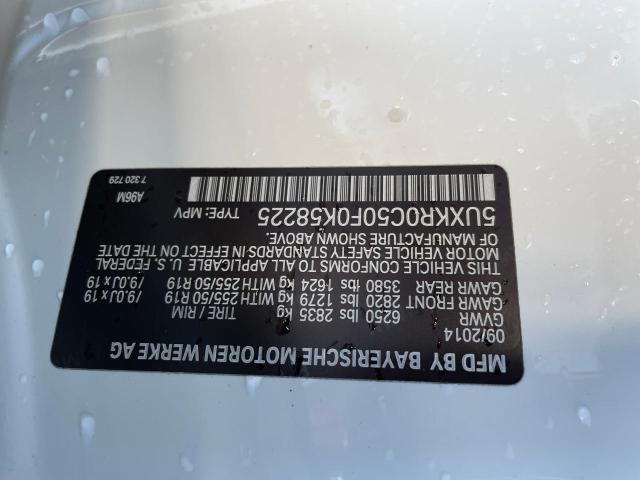 MFD BY BAYERISCHE MOTOREN WERKE AG
09/2014
GVWR 6250 lbs 2835 kg TIRE / RIM
GAWR FRONT 2820 lbs 1279 kg WITH 255/50 R19 /9.0J x 19
GAWR REAR 3580 lbs 1624 kg WITH 255/50 R19 /9.0J x 19
THIS VEHICLE CONFORMS TO ALL APPLICABLE U.S. FEDERAL
MOTOR VEHICLE SAFETY STANDARDS IN EFFECT ON THE DATE
OF MANUFACTURE SHOWN ABOVE.
5UXKR0C50F0K58225 TYPE: MPV
A96M
7 320 729